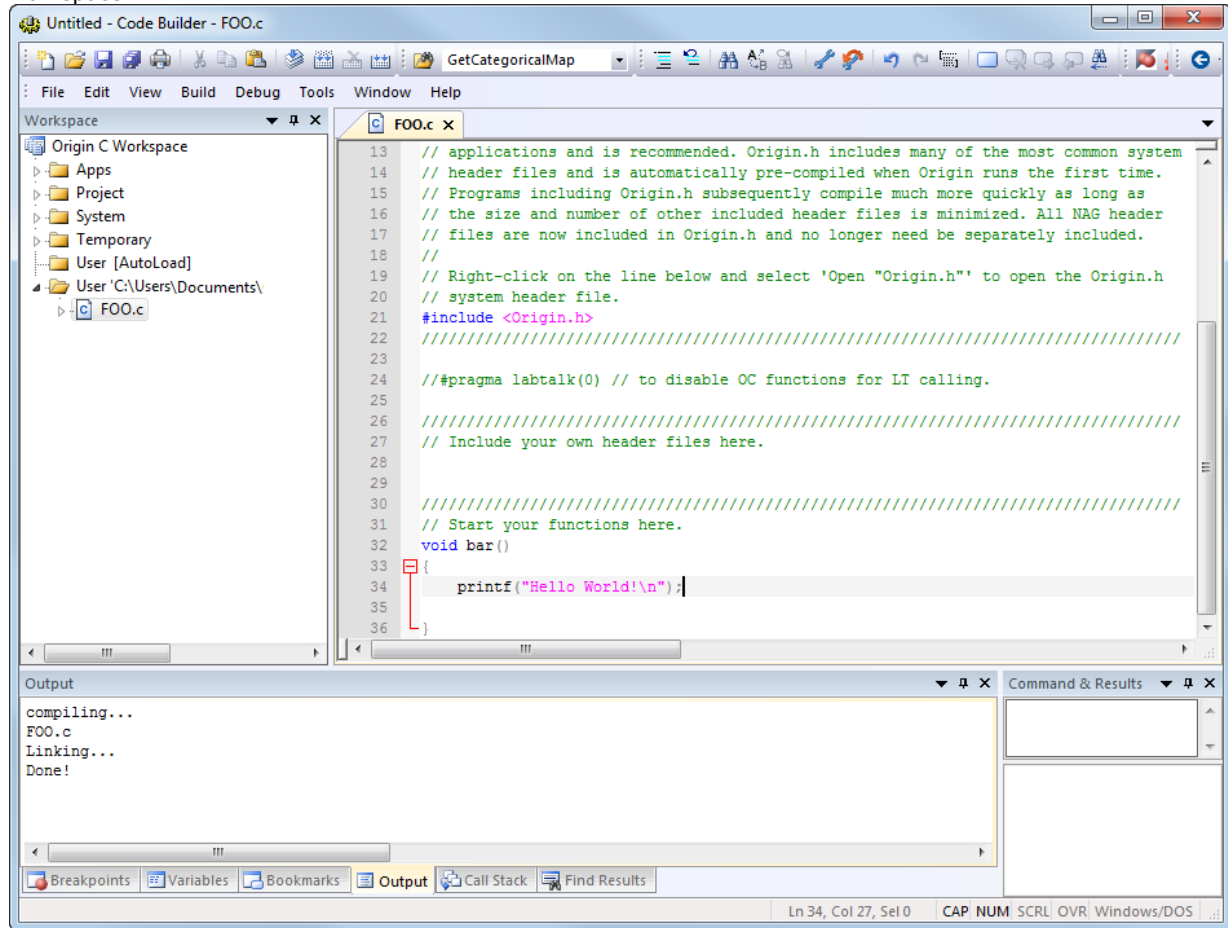 Untitled - Code Builder - FOO.c
GetCategoricalMap
File Edit View Build Debug Tools Window Help
Workspace
Origin C Workspace
Apps
Project
System
Temporary
User [AutoLoad]
User 'C:\Users\Documents\
FOO.c
FOO.c
13 // applications and is recommended. Origin.h includes many of the most common system
14 // header files and is automatically pre-compiled when Origin runs the first time.
15 // Programs including Origin.h subsequently compile much more quickly as long as
16 // the size and number of other included header files is minimized. All NAG header
17 // files are now included in Origin.h and no longer need be separately included.
18 //
19 // Right-click on the line below and select 'Open "Origin.h"' to open the Origin.h
20 // system header file.
21 #include <Origin.h>
22 ////////////////////////////////////////////////////////////////////////////////////
23
24 //#pragma labtalk(0) // to disable OC functions for LT calling.
25
26 ////////////////////////////////////////////////////////////////////////////////////
27 // Include your own header files here.
28
29
30 ////////////////////////////////////////////////////////////////////////////////////
31 // Start your functions here.
32 void bar()
33 {
34 printf("Hello World!\n");
35
36 }
Output
compiling...
FOO.c
Linking...
Done!
Command & Results
Breakpoints Variables Bookmarks Output Call Stack Find Results
Ln 34, Col 27, Sel 0 CAP NUM SCRL OVR Windows/DOS